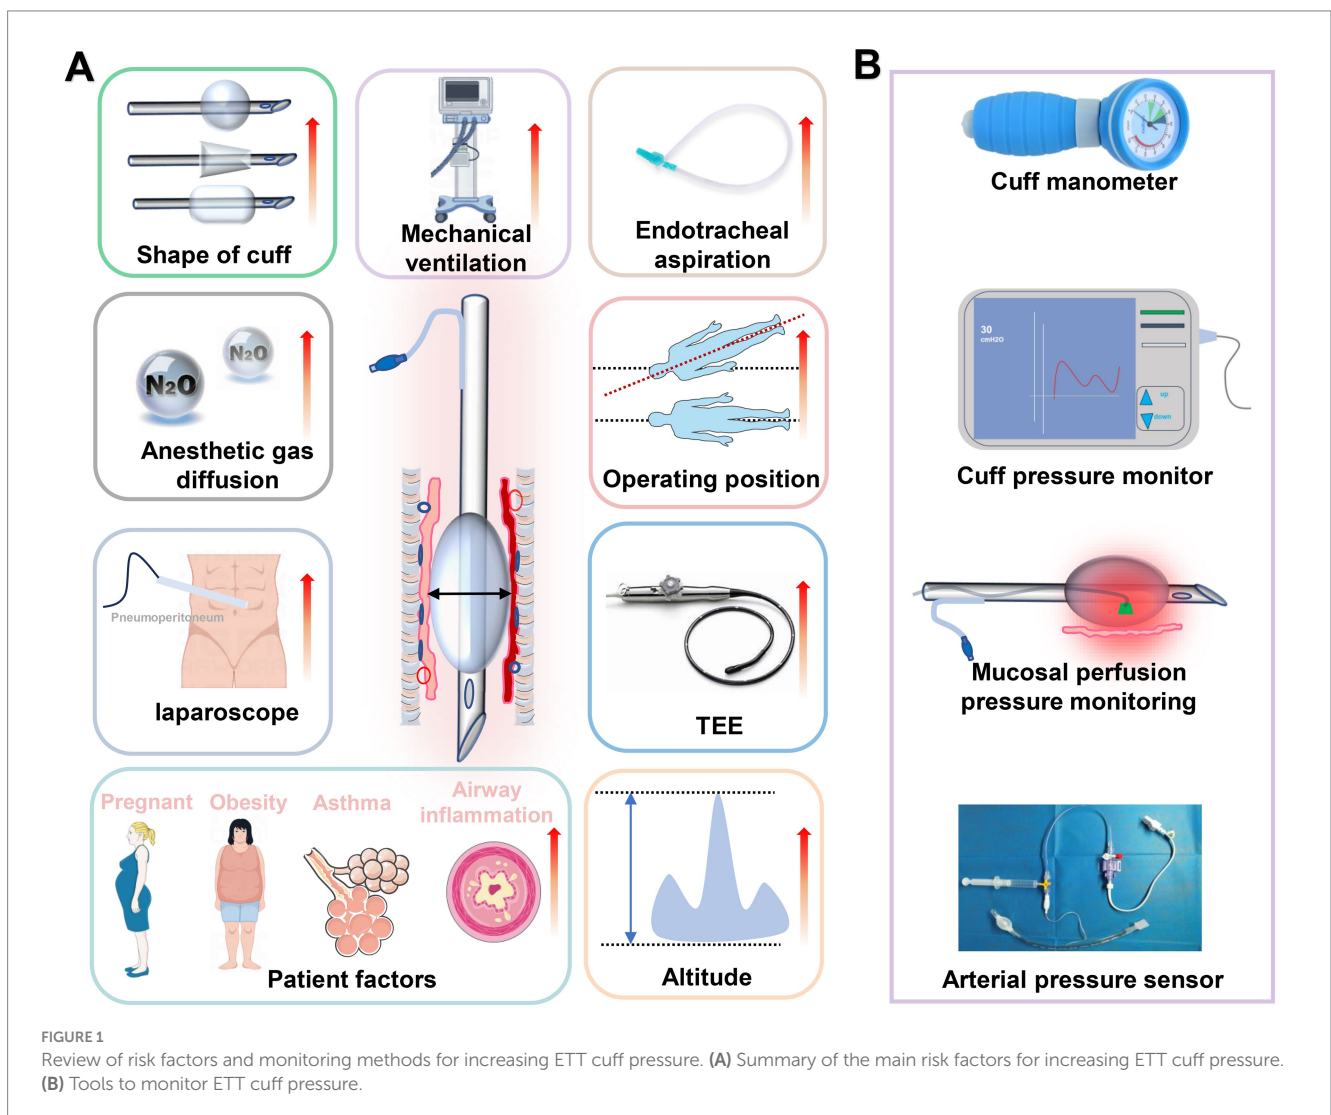 A
Shape of cuff
Mechanical
ventilation
Endotracheal
aspiration
N2O
N2O
Anesthetic gas
diffusion
Operating position
Pneumoperitoneum
laparoscope
TEE
Pregnant
Obesity
Asthma
Airway
inflammation
Patient factors
Altitude
B
Cuff manometer
30
cmH2O
up
down
Cuff pressure monitor
Mucosal perfusion
pressure monitoring
Arterial pressure sensor
FIGURE 1
Review of risk factors and monitoring methods for increasing ETT cuff pressure. (A) Summary of the main risk factors for increasing ETT cuff pressure.
(B) Tools to monitor ETT cuff pressure.